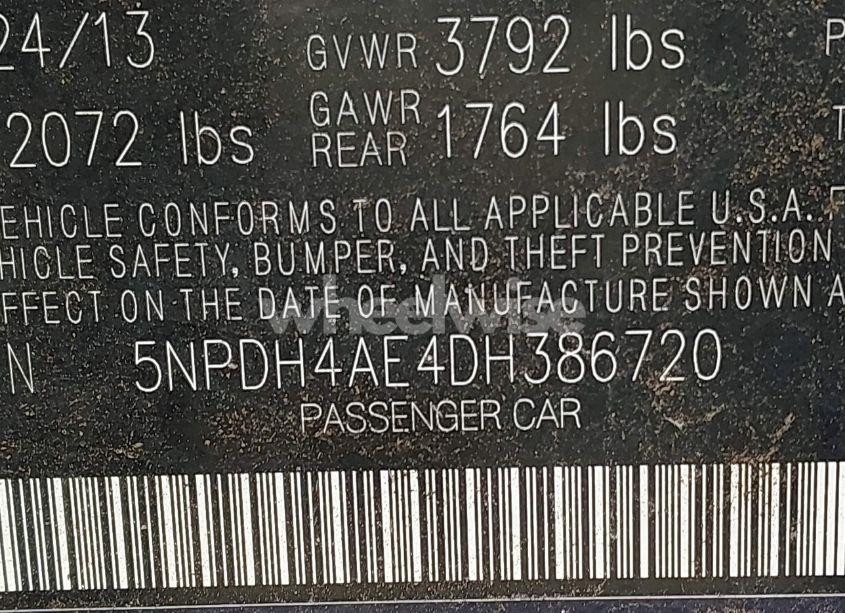 24/13 GVWR 3792 lbs P
2072 lbs GAWR REAR 1764 lbs T
EHICLE CONFORMS TO ALL APPLICABLE U.S.A. F
HICLE SAFETY, BUMPER, AND THEFT PREVENTION
FFECT ON THE DATE OF MANUFACTURE SHOWN A
wheelwise
N 5NPDH4AE4DH386720
PASSENGER CAR